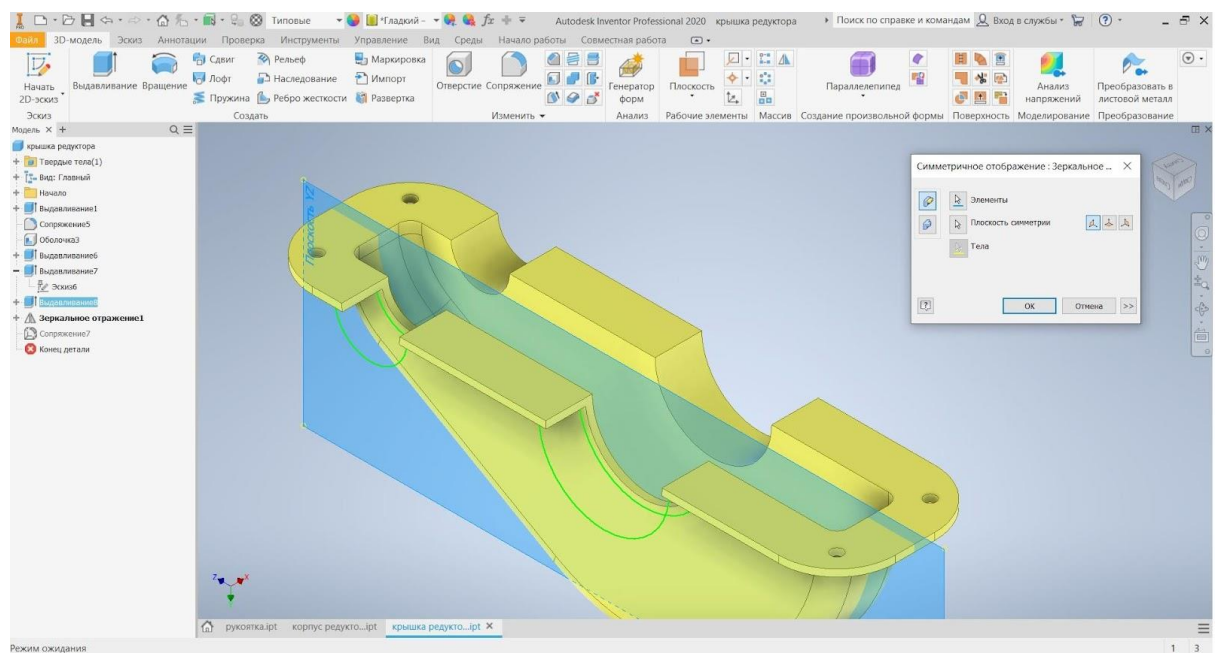 Типовые "Гладкий – fx Autodesk Inventor Professional 2020 крышка редуктора Поиск по справке и командам Вход в службы
Файл 3D-модель Эскиз Аннотации Проверка Инструменты Управление Вид Среды Начало работы Совместная работа
Начать 2D-эскиз
Выдавливание Вращение
Сдвиг Рельеф Маркировка
Лофт Наследование Импорт
Пружина Ребро жесткости Развертка
Отверстие Сопряжение
Генератор форм
Плоскость
Параллелепипед
Анализ напряжений
Преобразовать в листовой металл
Эскиз Создать Изменить Анализ Рабочие элементы Массив Создание произвольной формы Поверхность Моделирование Преобразование
Модель × +
крышка редуктора
Твердые тела(1)
Вид: Главный
Начало
Выдавливание1
Сопряжение5
Оболочка3
Выдавливание6
Выдавливание7
Эскиз6
Выдавливание8
Зеркальное отражение1
Сопряжение7
Конец детали
Плоскость YZ
Симметричное отображение : Зеркальное ...
Элементы
Плоскость симметрии
Тела
ОК Отмена >>
Z X
Y
рукоятка.ipt корпус редукто...ipt крышка редукто...ipt ×
Режим ожидания 1 3